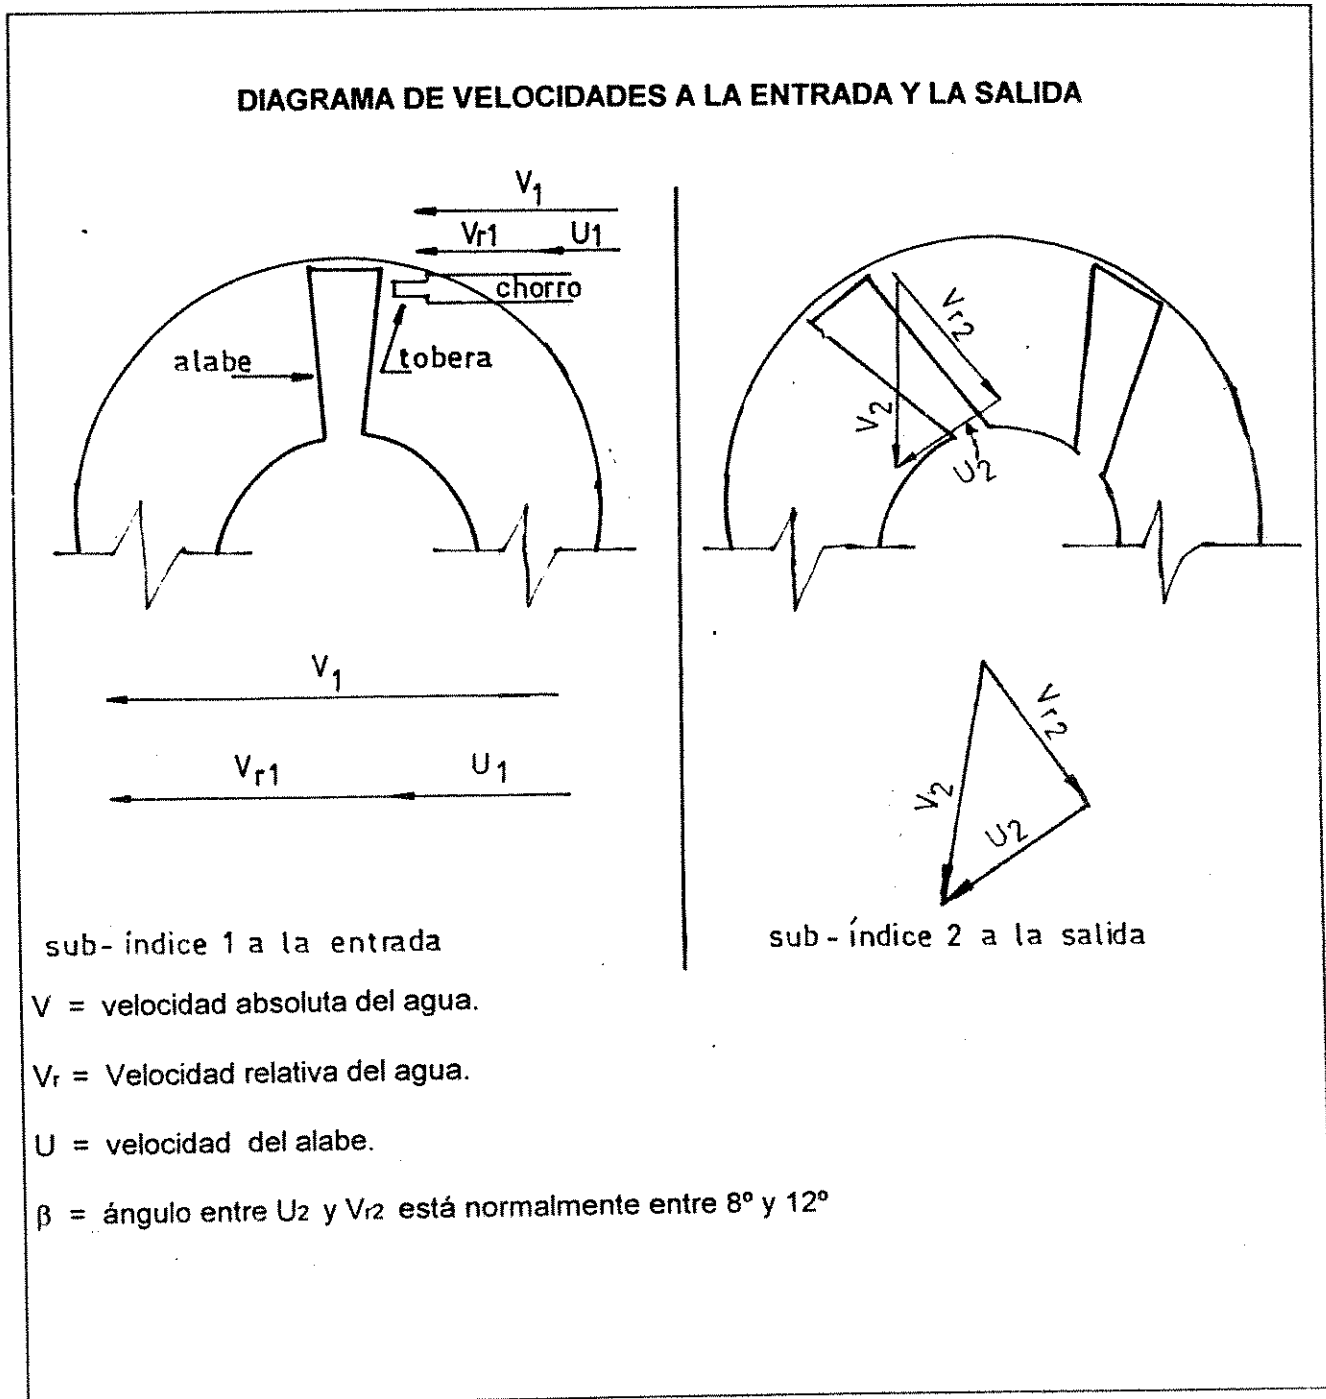 DIAGRAMA DE VELOCIDADES A LA ENTRADA Y LA SALIDA
V1
Vr1 U1
chorro
alabe
tobera
V1
Vr1 U1
sub-índice 1 a la entrada
Vr2
V2
U2
Vr2
V2
U2
sub-índice 2 a la salida
V = velocidad absoluta del agua.
Vr = Velocidad relativa del agua.
U = velocidad del alabe.
β = ángulo entre U2 y Vr2 está normalmente entre 8º y 12º